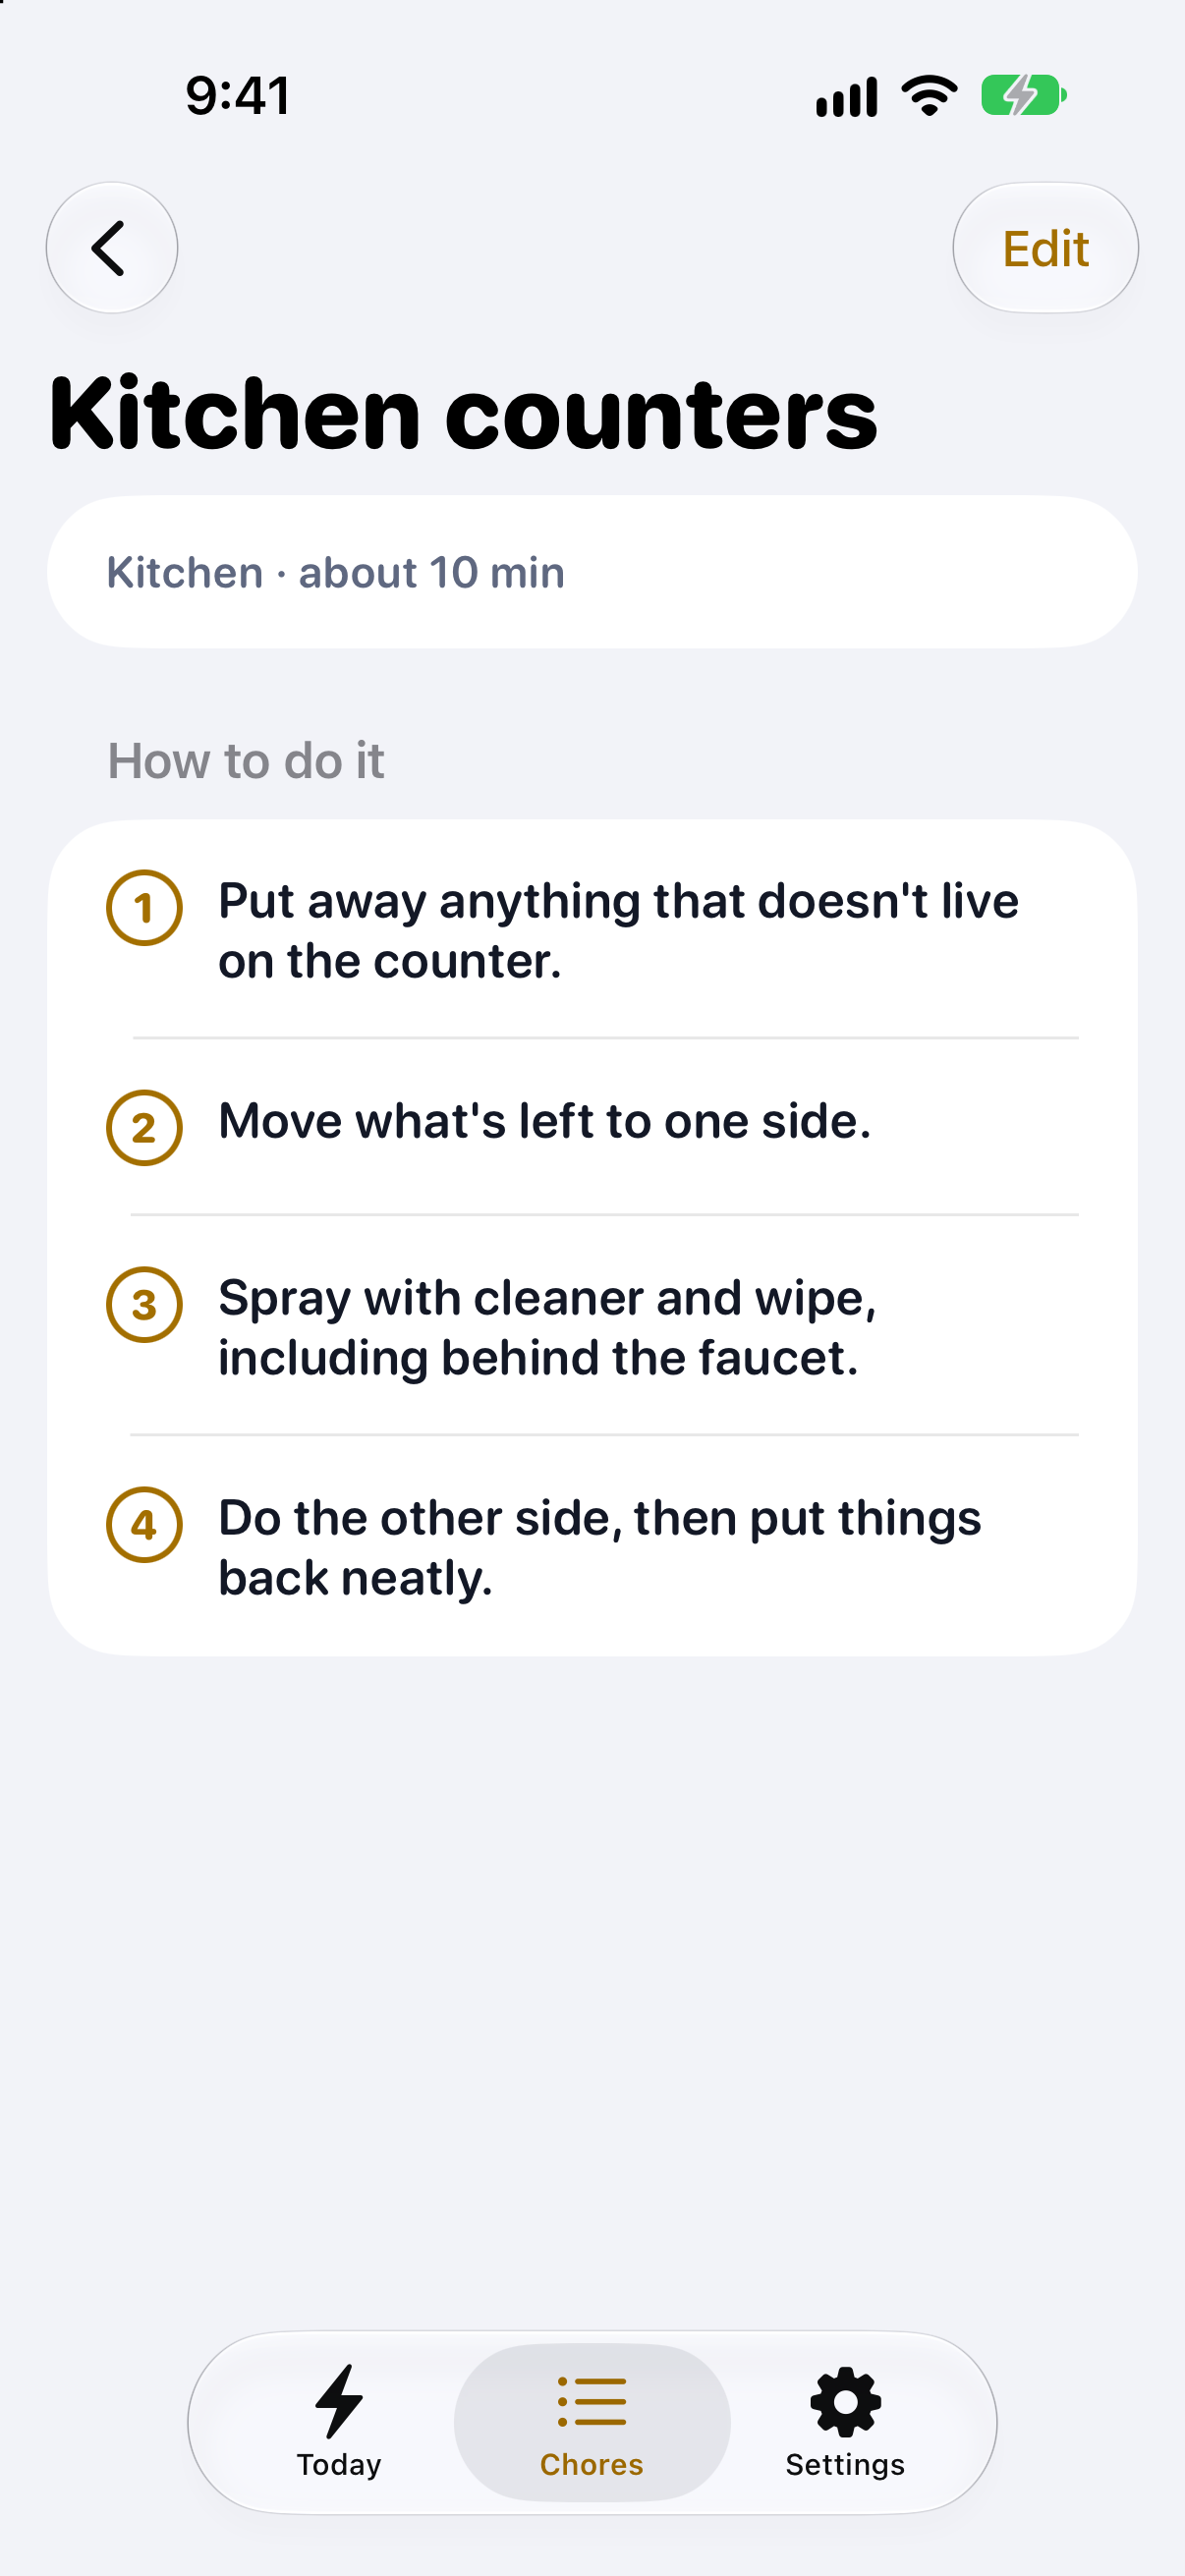 9:41
Edit
Kitchen counters
Kitchen · about 10 min
How to do it
1 Put away anything that doesn't live
on the counter.
2 Move what's left to one side.
3 Spray with cleaner and wipe,
including behind the faucet.
4 Do the other side, then put things
back neatly.
Today Chores Settings